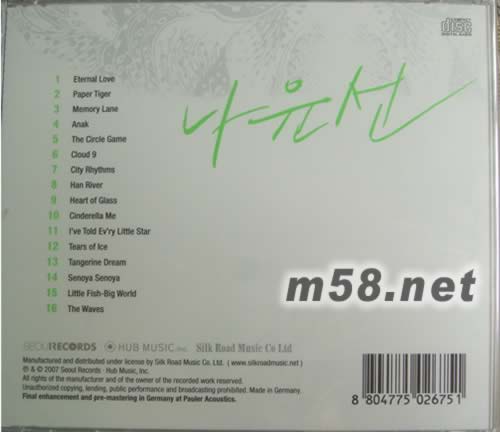 COMPACT
disc
DIGITAL AUDIO
나윤선
1 Eternal Love
2 Paper Tiger
3 Memory Lane
4 Anak
5 The Circle Game
6 Cloud 9
7 City Rhythms
8 Han River
9 Heart of Glass
10 Cinderella Me
11 I've Told Ev'ry Little Star
12 Tears of Ice
13 Tangerine Dream
14 Senoya Senoya
15 Little Fish-Big World
16 The Waves
m58.net
SEOULRECORDS HUB MUSIC, INC. Silk Road Music Co Ltd
Manufactured and distributed under license by Silk Road Music Co. Ltd. ( www.silkroadmusic.net )
℗ & © 2007 Seoul Records · Hub Music, Inc.
All rights of the manufacturer and of the owner of the recorded work reserved.
Unauthorized copying, lending, public performance and broadcasting prohibited. Made in Germany.
Final enhancement and pre-mastering in Germany at Pauler Acoustics.
8 804775 026751